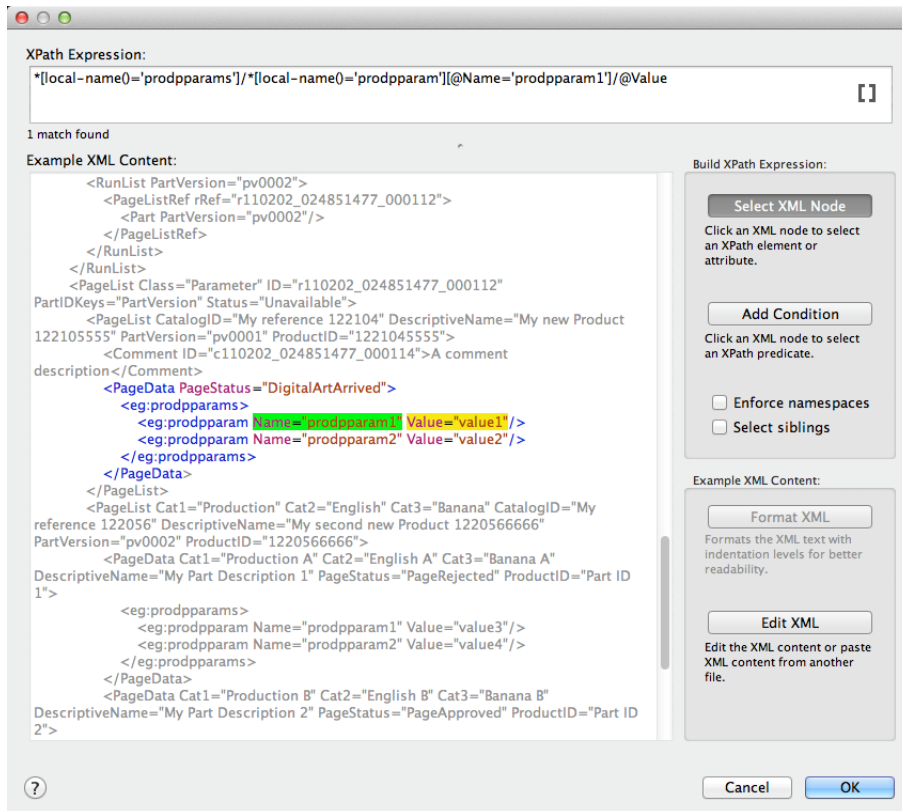 XPath Expression:
*[local-name()='prodpparams']/*[local-name()='prodpparam'][@Name='prodpparam1']/@Value
[]
1 match found
Example XML Content:
<RunList PartVersion="pv0002">
<PageListRef rRef="r110202_024851477_000112">
<Part PartVersion="pv0002"/>
</PageListRef>
</RunList>
</RunList>
<PageList Class="Parameter" ID="r110202_024851477_000112"
PartIDKeys="PartVersion" Status="Unavailable">
<PageList CatalogID="My reference 122104" DescriptiveName="My new Product
122105555" PartVersion="pv0001" ProductID="1221045555">
<Comment ID="c110202_024851477_000114">A comment
description</Comment>
<PageData PageStatus="DigitalArtArrived">
<eg:prodpparams>
<eg:prodpparam Name="prodpparam1" Value="value1"/>
<eg:prodpparam Name="prodpparam2" Value="value2"/>
</eg:prodpparams>
</PageData>
</PageList>
<PageList Cat1="Production" Cat2="English" Cat3="Banana" CatalogID="My
reference 122056" DescriptiveName="My second new Product 1220566666"
PartVersion="pv0002" ProductID="1220566666">
<PageData Cat1="Production A" Cat2="English A" Cat3="Banana A"
DescriptiveName="My Part Description 1" PageStatus="PageRejected" ProductID="Part ID
1">
<eg:prodpparams>
<eg:prodpparam Name="prodpparam1" Value="value3"/>
<eg:prodpparam Name="prodpparam2" Value="value4"/>
</eg:prodpparams>
</PageData>
<PageData Cat1="Production B" Cat2="English B" Cat3="Banana B"
DescriptiveName="My Part Description 2" PageStatus="PageApproved" ProductID="Part ID
2">
Build XPath Expression:
Select XML Node
Click an XML node to select
an XPath element or
attribute.
Add Condition
Click an XML node to select
an XPath predicate.
Enforce namespaces
Select siblings
Example XML Content:
Format XML
Formats the XML text with
indentation levels for better
readability.
Edit XML
Edit the XML content or paste
XML content from another
file.
?
Cancel
OK